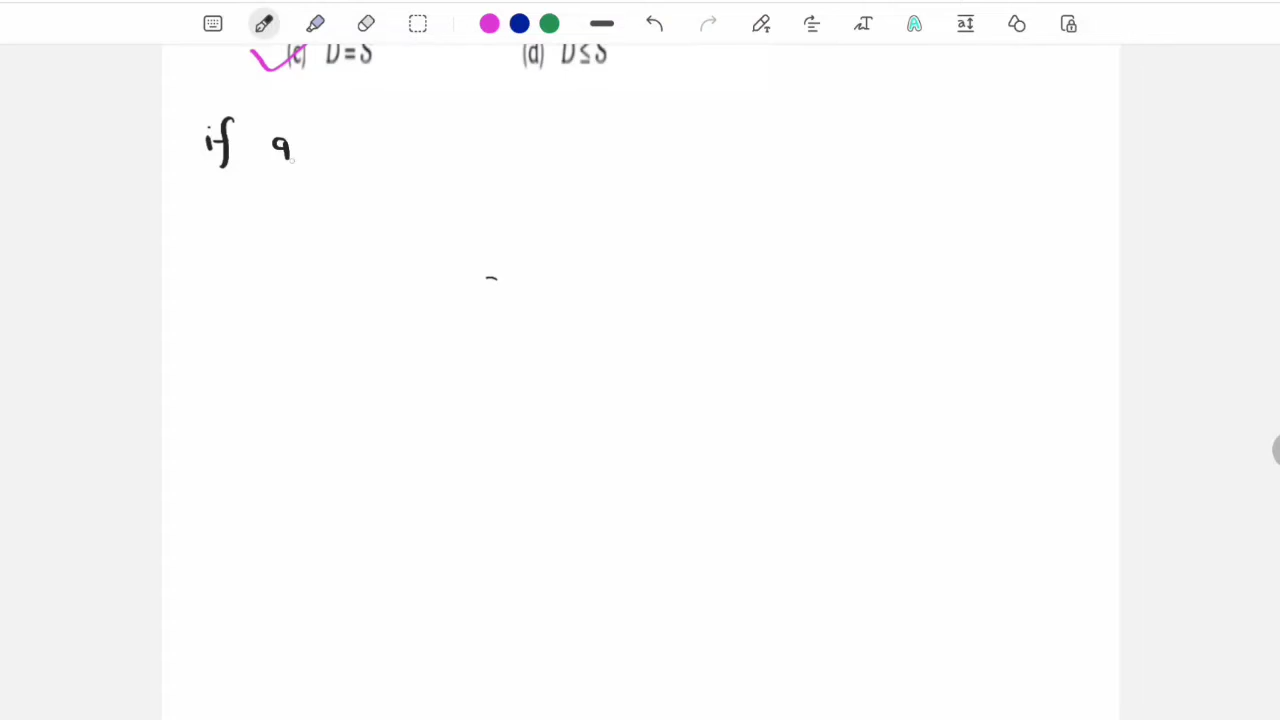 (c) D = S (d) D ≤ S
if a